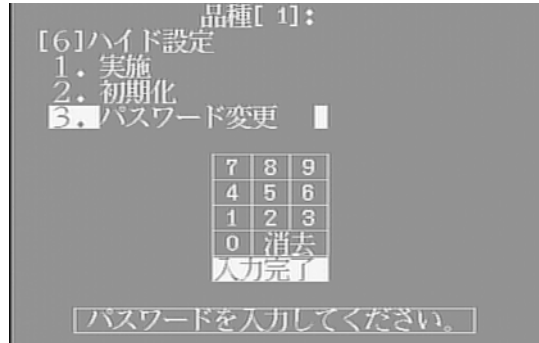 品種[ 1]:
[6]ハイド設定
1. 実施
2. 初期化
3. パスワード変更
7 8 9
4 5 6
1 2 3
0 消去
入力完了
パスワードを入力してください。